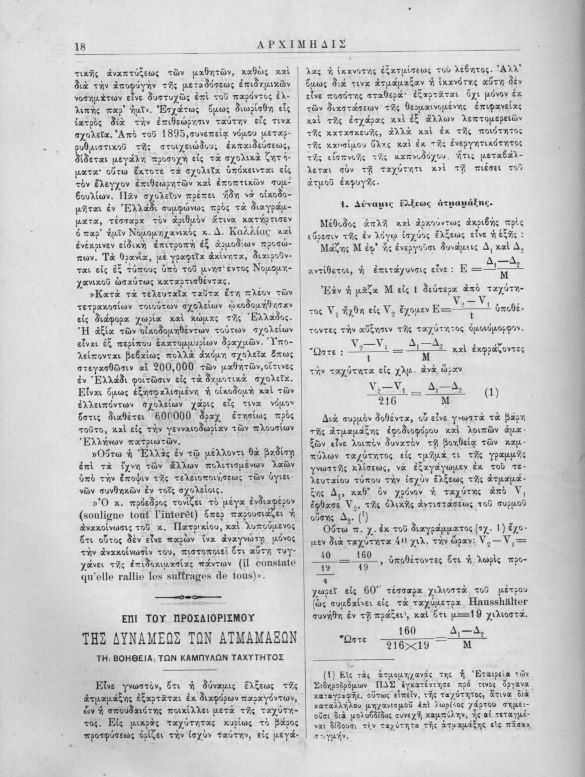 18
ΑΡΧΙΜΗΔΙΣ
τικῆς ἀναπτύξεως τῶν μαθητῶν, καθὼς καὶ
διὰ τὴν ἀποφυγὴν τῆς μεταδόσεως ἐπιδημικῶν
νοσημάτων εἶνε δυστυχῶς ἐπὶ τοῦ παρόντος ἐλ-
λιπὴς παρ' ἡμῖν. Ἐσχάτως ὅμως διωρίσθη εἷς
ἰατρὸς διὰ τὴν ἐπιθεώρησιν ταύτην εἰς τινα
σχολεῖα. Ἀπὸ τοῦ 1895, συνεπείᾳ νόμου μεταρ-
ρυθμιστικοῦ τῆς στοιχειώδους ἐκπαιδεύσεως,
δίδεται μεγάλη προσοχὴ εἰς τὰ σχολικὰ ζητή-
ματα· οὕτω ἔκτοτε τὰ σχολεῖα ὑπόκεινται εἰς
τὸν ἔλεγχον ἐπιθεωρητῶν καὶ ἐποπτικῶν συμ-
βουλίων. Πᾶν σχολεῖον πρέπει ἤδη νὰ οἰκοδο-
μῆται ἐν Ἑλλάδι συμφώνως πρὸς τὰ διαγράμ-
ματα, τέσσαρα τὸν ἀριθμὸν ἅτινα κατήρτισεν
ὁ παρ' ἡμῖν Νομομηχανικὸς κ. Δ. Καλλίας καὶ
ἐνέκρινεν εἰδικὴ ἐπιτροπὴ ἐξ ἁρμοδίων προσώ-
πων. Τὰ θρανία, μὲ γραφεῖα ἀκίνητα, διαιροῦν-
ται εἰς ἓξ τύπους ὑπὸ τοῦ μνησθέντος Νομομη-
χανικοῦ ὡσαύτως καταρτισθέντας.
»Κατὰ τὰ τελευταῖα ταῦτα ἔτη πλέον τῶν
τετρακοσίων τοιούτων σχολείων ᾠκοδομήθησαν
εἰς διάφορα χωρία καὶ κώμας τῆς Ἑλλάδος.
Ἡ ἀξία τῶν οἰκοδομηθέντων τούτων σχολείων
εἶναι ἓξ περίπου ἑκατομμυρίων δραχμῶν. Ὑπο-
λείπονται βεβαίως πολλὰ ἀκόμη σχολεῖα ὅπως
στεγασθῶσιν αἱ 200,000 τῶν μαθητῶν, οἵτινες
ἐν Ἑλλάδι φοιτῶσιν εἰς τὰ δημοτικὰ σχολεῖα.
Εἶναι ὅμως ἐξησφαλισμένη ἡ οἰκοδομὴ καὶ τῶν
ἐλλειπόντων σχολείων χάρις εἴς τινα νόμον
ὅστις διαθέτει 600000 δραχ ἐτησίως πρὸς
τοῦτο, καὶ εἰς τὴν γενναιοδωρίαν τῶν πλουσίων
Ἑλλήνων πατριωτῶν.
»Οὕτω ἡ Ἑλλὰς ἐν τῷ μέλλοντι θὰ βαδίσῃ
ἐπὶ τὰ ἴχνη τῶν ἄλλων πολιτισμένων λαῶν
ὑπὸ τὴν ἔποψιν τῆς τελειοποιήσεως τῶν ὑγιει-
νῶν συνθηκῶν ἐν τοῖς σχολείοις.
»Ὁ κ. πρόεδρος τονίζει τὸ μέγα ἐνδιαφέρον
(souligne tout l'interêt) ὅπερ παρουσιάζει ἡ
ἀνακοίνωσις τοῦ κ. Πατρικίου, καὶ λυπούμενος
ὅτι οὗτος δὲν εἶνε παρὼν ἵνα ἀναγνώτῃ μόνος
τὴν ἀνακοίνωσίν του, πιστοποιεῖ ὅτι αὕτη τυγ-
χάνει τῆς ἐπιδοκιμασίας πάντων (il constate
qu'elle rallie les suffrages de tous)».
ΕΠΙ ΤΟΥ ΠΡΟΣΔΙΟΡΙΣΜΟΥ
ΤΗΣ ΔΥΝΑΜΕΩΣ ΤΩΝ ΑΤΜΑΜΑΞΩΝ
ΤΗι ΒΟΗΘΕΙΑι ΤΩΝ ΚΑΜΠΥΛΩΝ ΤΑΧΥΤΗΤΟΣ
Εἶνε γνωστόν, ὅτι ἡ δύναμις ἕλξεως τῆς
ἀτμαμάξης ἐξαρτᾶται ἐκ διαφόρων παραγόντων,
ὧν ἡ σπουδαιότης ποικίλλει μετὰ τῆς ταχύτη-
τος. Εἰς μικρὰς ταχύτητας κυρίως τὸ βάρος
προσφύσεως ὁρίζει τὴν ἰσχὺν ταύτην, εἰς μεγά-
λας ἡ ἱκανότης ἐξατμίσεως τοῦ λέβητος. Ἀλλ'
ὅμως διά τινα ἀτμάμαξαν ἡ ἱκανότης αὕτη δὲν
εἶνε ποσότης σταθερά· ἐξαρτᾶται ὄχι μόνον ἐκ
τῶν διαστάσεων τῆς θερμαινομένης ἐπιφανείας
καὶ τῆς ἐσχάρας καὶ ἐξ ἄλλων λεπτομερειῶν
τῆς κατασκευῆς, ἀλλὰ καὶ ἐκ τῆς ποιότητος
τῆς καυσίμου ὕλης καὶ ἐκ τῆς ἐνεργητικότητος
τῆς εἰσπνοῆς τῆς καπνοδόχου, ἥτις μεταβάλ-
λεται σὺν τῇ ταχύτητι καὶ τῇ πιέσει τοῦ
ἀτμοῦ ἐκφυγῆς.
1. Δύναμις ἕλξεως ἀτμαμάξης.
Μέθοδος ἁπλῆ καὶ ἀρκούντως ἀκριβὴς πρὸς
εὕρεσιν τῆς ἐν λόγῳ ἰσχύος ἕλξεως εἶνε ἡ ἑξῆς :
Μάζης Μ ἐφ' ἧς ἐνεργοῦσι δυνάμεις Δ₁ καὶ Δ₂
ἀντίθετοι, ἡ ἐπιτάχυνσις εἶνε : Ε = Δ₁—Δ₂ / Μ
Ἐὰν ἡ μᾶζα Μ εἰς t δεύτερα ἀπὸ ταχύτη-
τος V₁ ἤχθη εἰς V₂ ἔχομεν Ε= V₂—V₁ / t ὑποθέ-
τοντες τὴν αὔξησιν τῆς ταχύτητος ὁμοιόμορφον.
Ὥστε : V₂—V₁ / t = Δ₁—Δ₂ / Μ καὶ ἐκφράζοντες
τὴν ταχύτητα εἰς χλμ. ἀνὰ ὥραν
V₂—V₁ / 216 = Δ₁—Δ₂ / Μ (1)
Διὰ συρμὸν δοθέντα, οὗ εἶνε γνωστὰ τὰ βάρη
τῆς ἀτμαμάξης ἐφοδιοφόρου καὶ λοιπῶν ἁμα-
ξῶν εἶνε λοιπὸν δυνατὸν τῇ βοηθείᾳ τῶν καμ-
πύλων ταχύτητος εἰς τμῆμά τι τῆς γραμμῆς
γνωστῆς κλίσεως, νὰ ἐξαγάγωμεν ἐκ τοῦ τε-
λευταίου τύπου τὴν ἰσχὺν ἕλξεως τῆς ἀτμαμά-
ξης Δ₁, καθ' ὃν χρόνον ἡ ταχύτης ἀπὸ V₁
ἔφθασε V₂, τῆς ὁλικῆς ἀντιστάσεως τοῦ συρμοῦ
οὔσης Δ₂. (¹)
Οὕτω π. χ. ἐκ τοῦ διαγράμματος (σχ. 1) ἔχο-
μεν διὰ ταχύτητα 40 χιλ. τὴν ὥραν: V₂—V₁=
40 / 19/4 = 160 / 19 , ὑποθέτοντες ὅτι ἡ λωρὶς προ-
χωρεῖ εἰς 60'' τέσσαρα χιλιοστὰ τοῦ μέτρου
(ὡς συμβαίνει εἰς τὰ ταχύμετρα Hausshälter
συνήθη ἐν τῇ πράξει), καὶ ὅτι μ=19 χιλιοστά.
Ὥστε 160 / 216×19 = Δ₁—Δ₂ / Μ
(1) Εἰς τὰς ἀτμομηχανάς της ἡ Ἑταιρεία τῶν
Σιδηροδρόμων ΠΑΣ ἐγκατέστησε πρό τινος ὄργανα
καταγραφῆς, οὕτως εἰπεῖν, τῆς ταχύτητος, ἅτινα διὰ
καταλλήλου μηχανισμοῦ ἐπὶ λωρίδος χάρτου σημει-
οῦσι διὰ μολυβδίδος συνεχῆ καμπύλην, ἧς αἱ τεταγμέ-
ναι δίδουσι τὴν ταχύτητα τῆς ἀτμαμάξης εἰς πᾶσαν
στιγμήν.